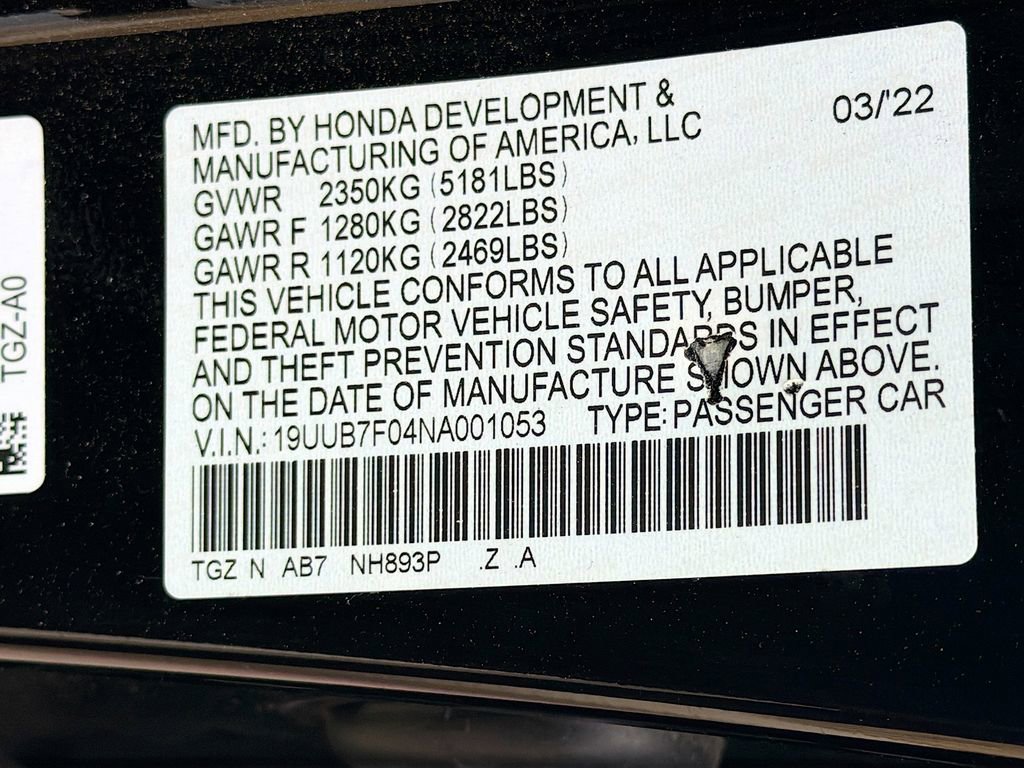 MFD. BY HONDA DEVELOPMENT &
03/'22
MANUFACTURING OF AMERICA, LLC
GVWR 2350KG (5181LBS)
GAWR F 1280KG (2822LBS)
GAWR R 1120KG (2469LBS)
THIS VEHICLE CONFORMS TO ALL APPLICABLE
FEDERAL MOTOR VEHICLE SAFETY, BUMPER,
AND THEFT PREVENTION STANDARDS IN EFFECT
ON THE DATE OF MANUFACTURE SHOWN ABOVE.
V.I.N.: 19UUB7F04NA001053 TYPE: PASSENGER CAR
TGZ N AB7 NH893P .Z .A
TGZ-A0